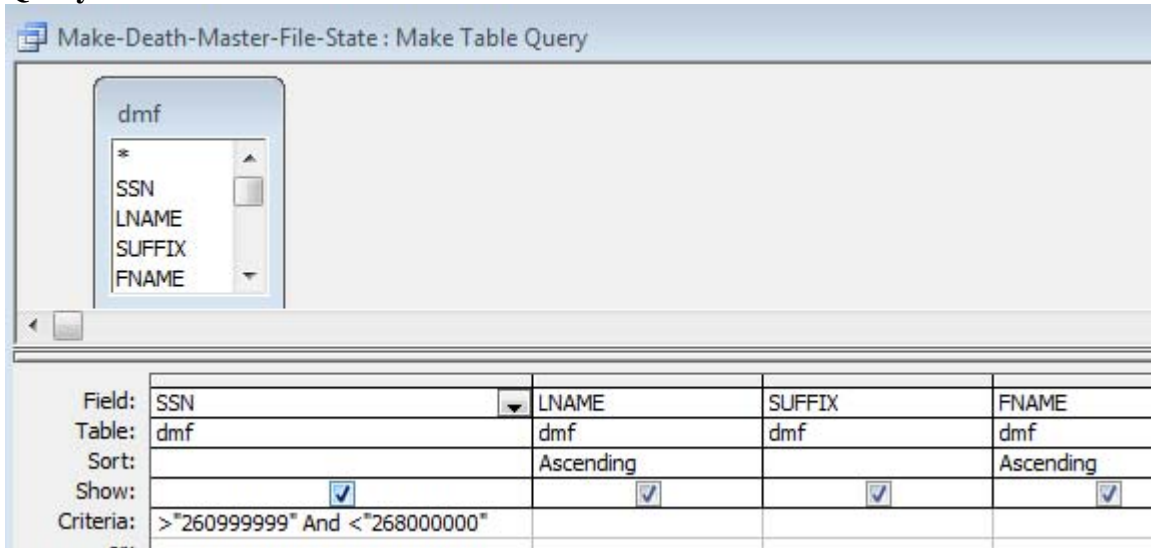 Make-Death-Master-File-State : Make Table Query
dmf
*
SSN
LNAME
SUFFIX
FNAME
Field: SSN LNAME SUFFIX FNAME
Table: dmf dmf dmf dmf
Sort: Ascending Ascending
Show:
Criteria: >"260999999" And <"268000000"